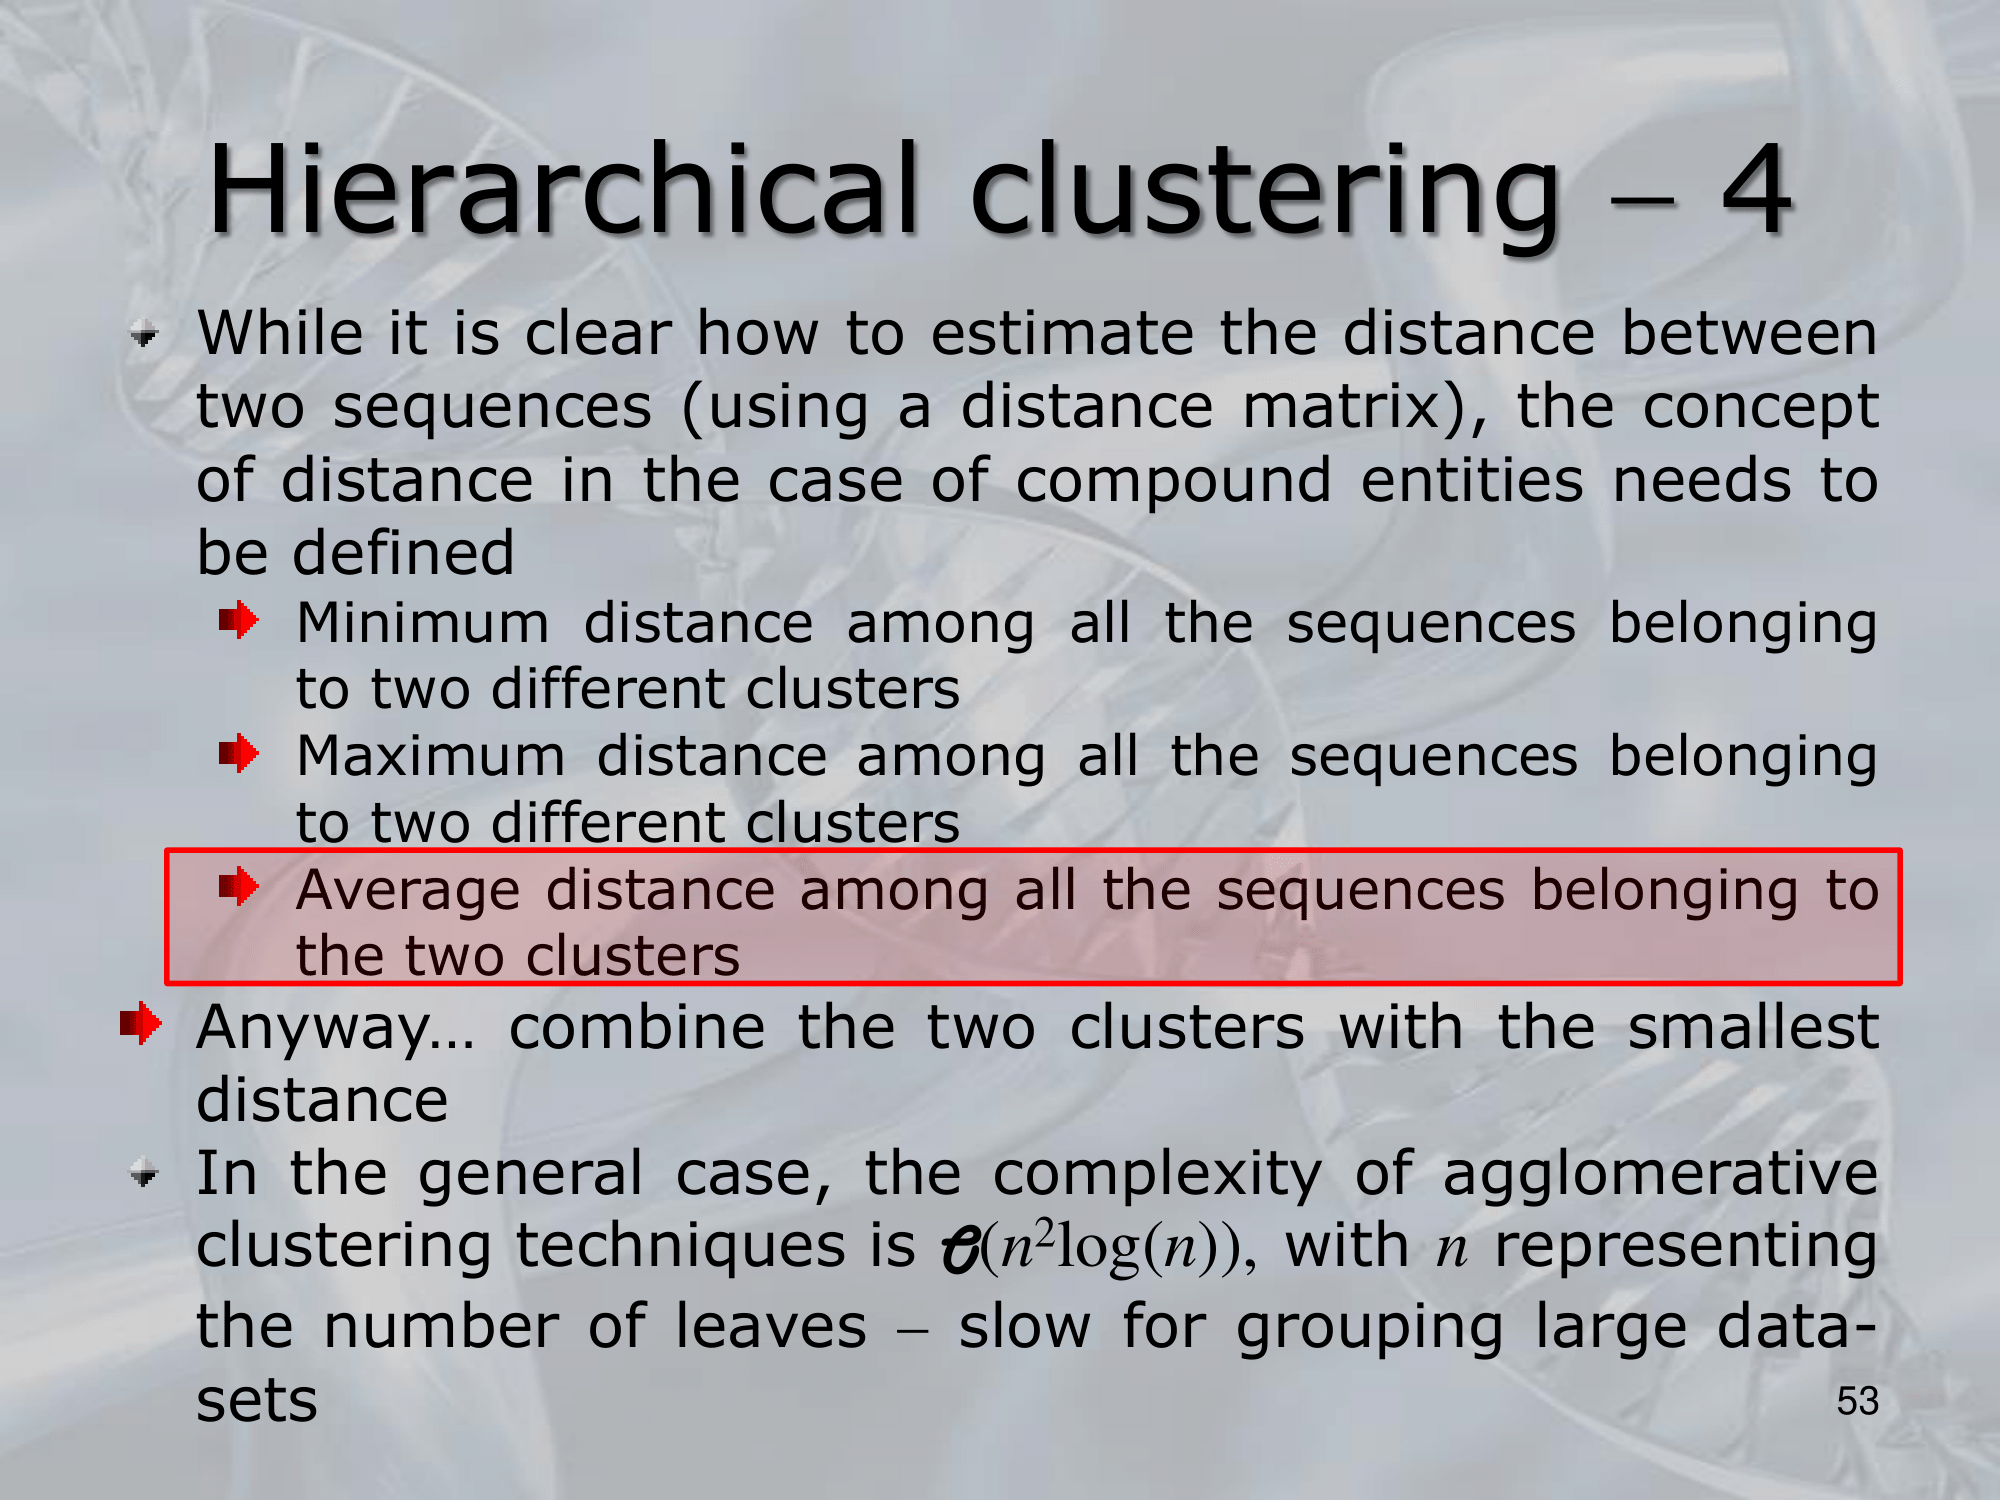 Hierarchical clustering – 4
While it is clear how to estimate the distance between
two sequences (using a distance matrix), the concept
of distance in the case of compound entities needs to
be defined
Minimum distance among all the sequences belonging
to two different clusters
Maximum distance among all the sequences belonging
to two different clusters
Average distance among all the sequences belonging to
the two clusters
Anyway… combine the two clusters with the smallest
distance
In the general case, the complexity of agglomerative
clustering techniques is 𝒪(n²log(n)), with n representing
the number of leaves – slow for grouping large data-
sets
53